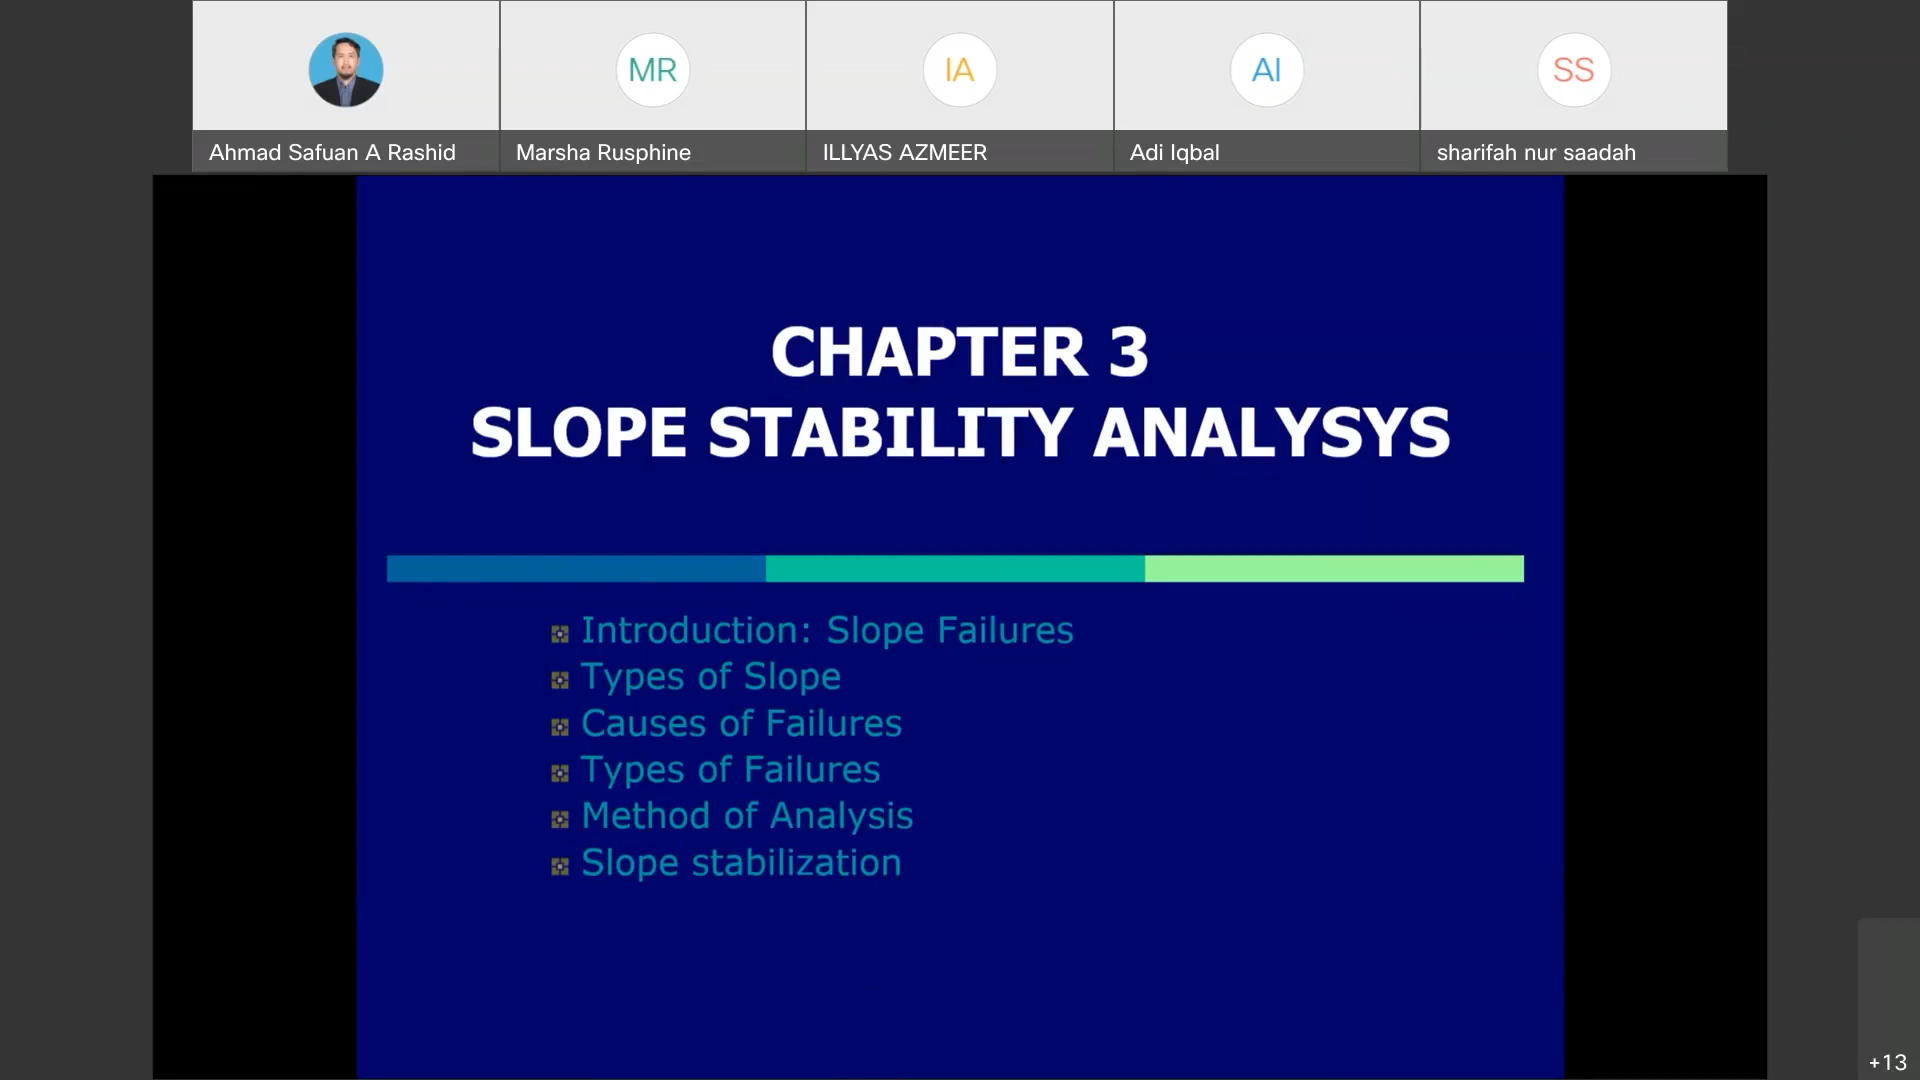 MR
IA
AI
SS
Ahmad Safuan A Rashid
Marsha Rusphine
ILLYAS AZMEER
Adi Iqbal
sharifah nur saadah
CHAPTER 3
SLOPE STABILITY ANALYSYS
Introduction: Slope Failures
Types of Slope
Causes of Failures
Types of Failures
Method of Analysis
Slope stabilization
+13